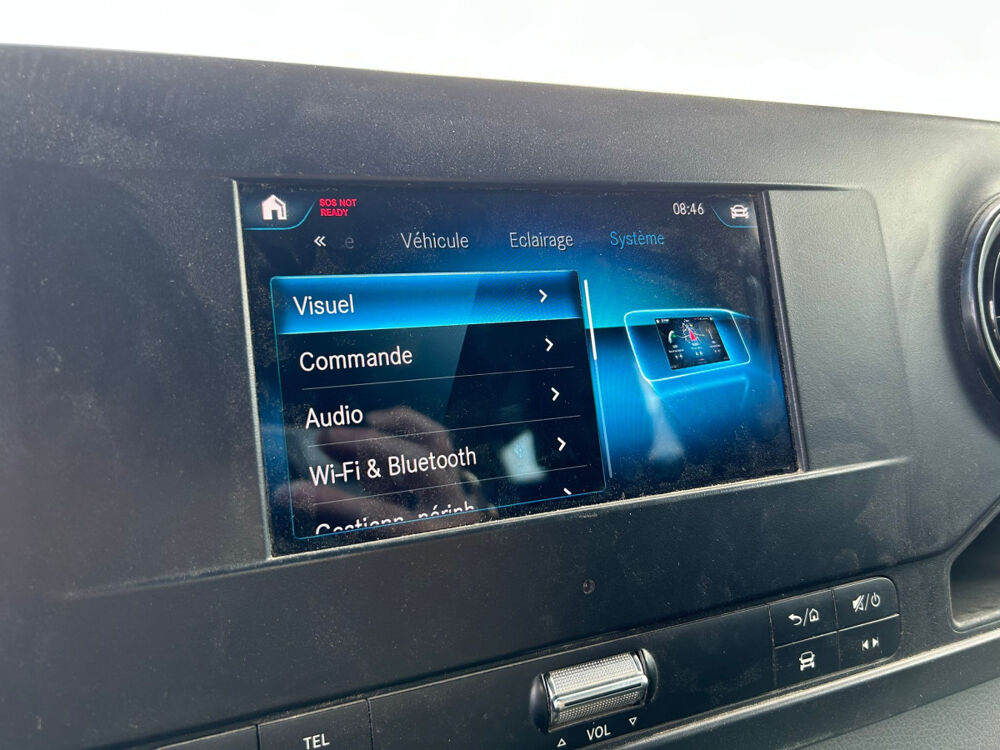 SOS NOT
READY
08:46
« e Véhicule Eclairage Système
Visuel
Commande
Audio
Wi-Fi & Bluetooth
TEL
VOL